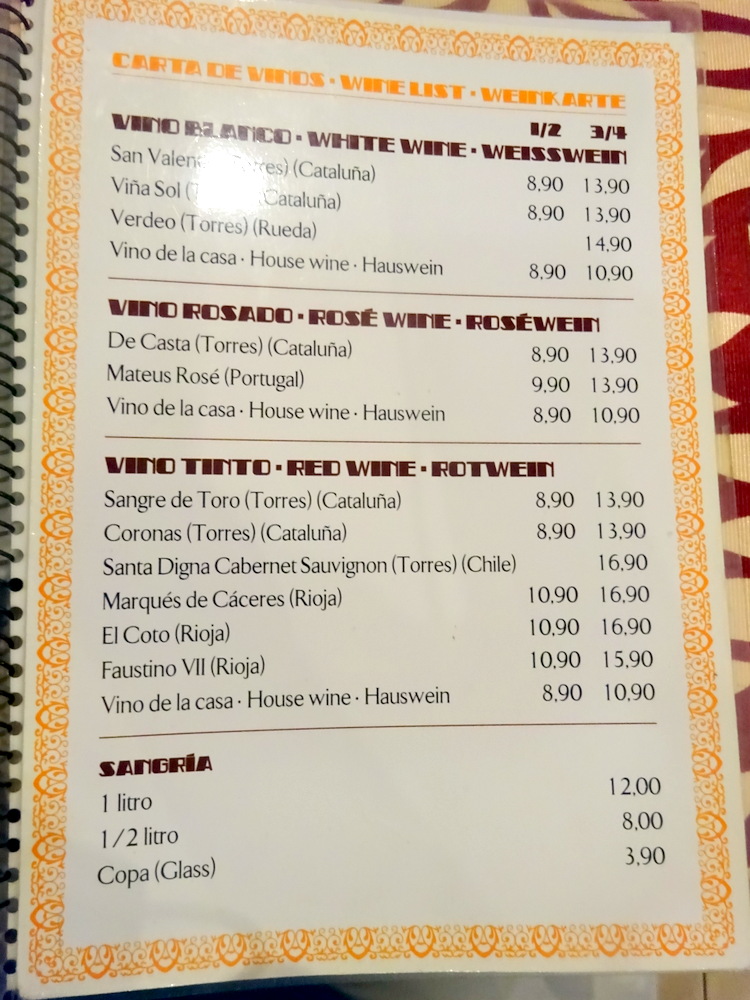 CARTA DE VINOS · WINE LIST · WEINKARTE
1/2 3/4
VINO BLANCO · WHITE WINE · WEISSWEIN
San (Cataluña) 8,90 13,90
Viña Sol (Cataluña) 8,90 13,90
Verdeo (Torres) (Rueda) 14,90
Vino de la casa · House wine · Hauswein 8,90 10,90
VINO ROSADO · ROSÉ WINE · ROSÉWEIN
De Casta (Torres) (Cataluña) 8,90 13,90
Mateus Rosé (Portugal) 9,90 13,90
Vino de la casa · House wine · Hauswein 8,90 10,90
VINO TINTO · RED WINE · ROTWEIN
Sangre de Toro (Torres) (Cataluña) 8,90 13,90
Coronas (Torres) (Cataluña) 8,90 13,90
Santa Digna Cabernet Sauvignon (Torres) (Chile) 16,90
Marqués de Cáceres (Rioja) 10,90 16,90
El Coto (Rioja) 10,90 16,90
Faustino VII (Rioja) 10,90 15,90
Vino de la casa · House wine · Hauswein 8,90 10,90
SANGRÍA
1 litro 12,00
1/2 litro 8,00
Copa (Glass) 3,90